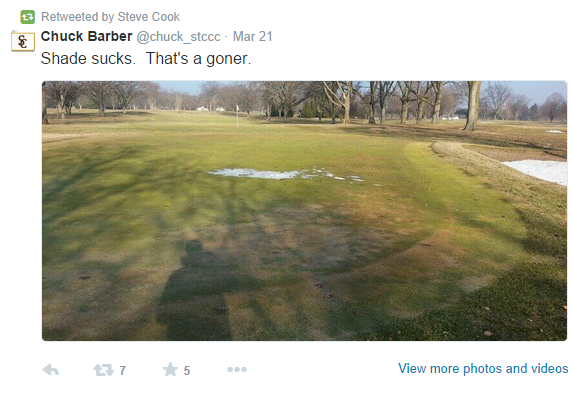 Retweeted by Steve Cook
Chuck Barber @chuck_stccc · Mar 21
Shade sucks. That's a goner.
7
5
View more photos and videos